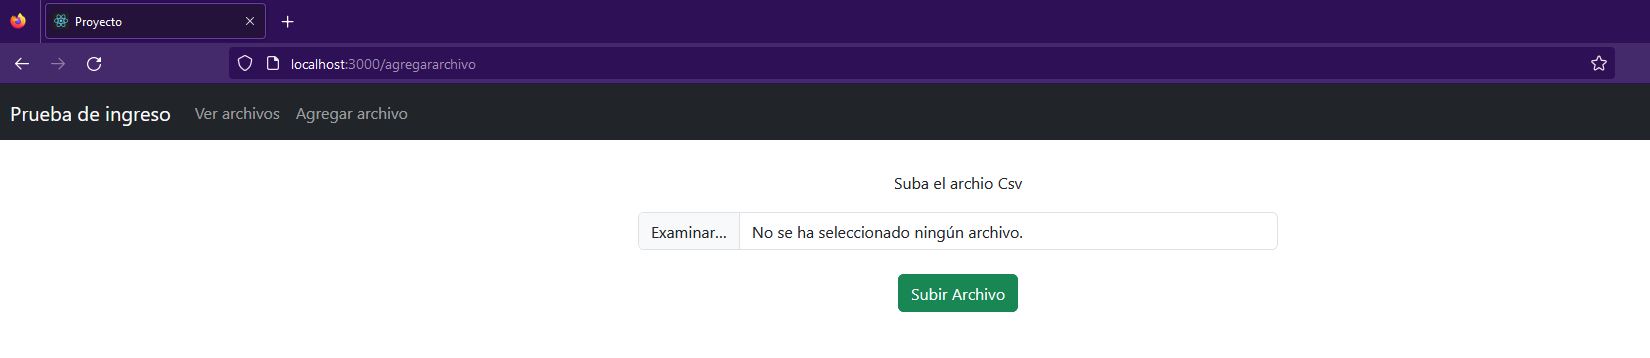 Proyecto
localhost:3000/agregararchivo
Prueba de ingreso Ver archivos Agregar archivo
Suba el archio Csv
Examinar... No se ha seleccionado ningún archivo.
Subir Archivo